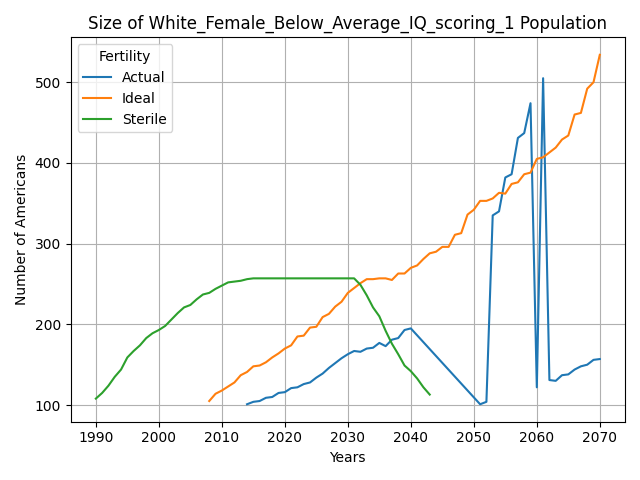 Size of White_Female_Below_Average_IQ_scoring_1 Population
Fertility
Actual
Ideal
Sterile
Number of Americans
500
400
300
200
100
1990 2000 2010 2020 2030 2040 2050 2060 2070
Years